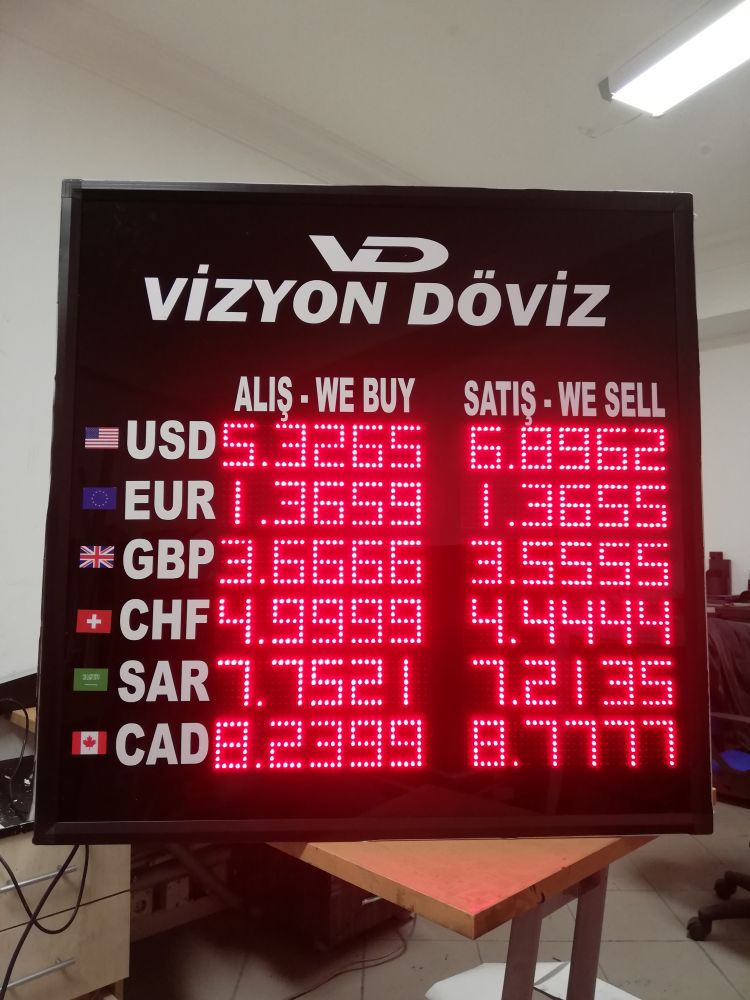 VD
VİZYON DÖVİZ
ALIŞ - WE BUY SATIŞ - WE SELL
USD 5.3265 6.8962
EUR 1.3659 1.3655
GBP 3.6666 3.5555
CHF 4.9999 4.4444
SAR 7.7521 7.2135
CAD 8.2399 8.7777